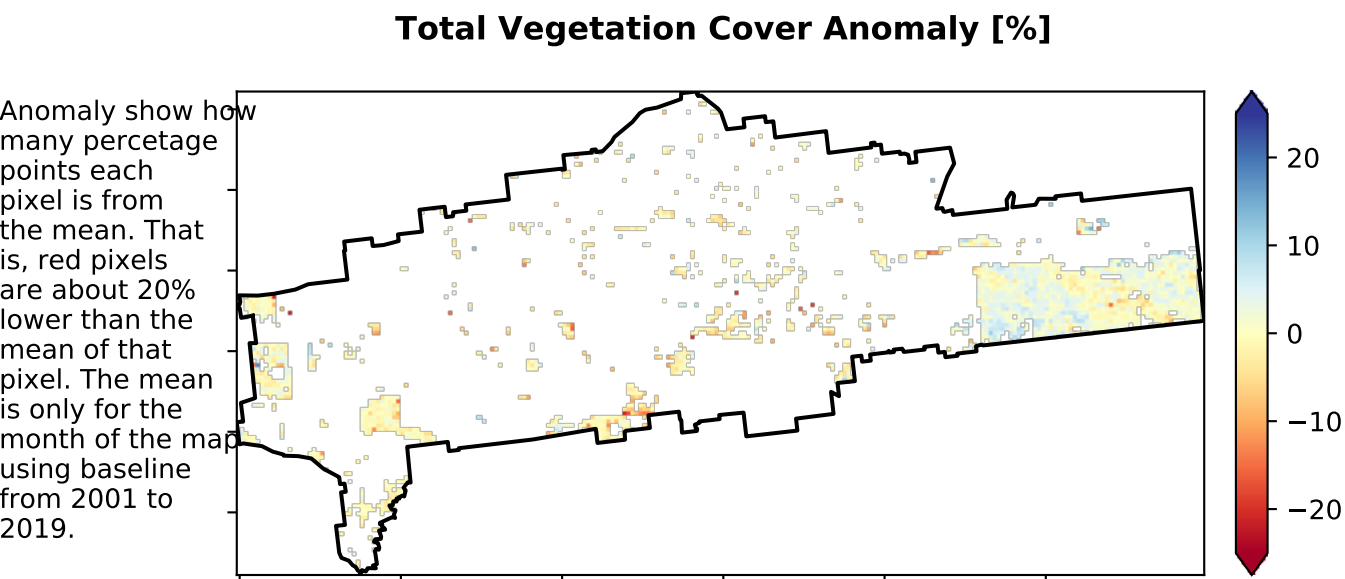 Total Vegetation Cover Anomaly [%]
Anomaly show how
many percetage
points each
pixel is from
the mean. That
is, red pixels
are about 20%
lower than the
mean of that
pixel. The mean
is only for the
month of the map
using baseline
from 2001 to
2019.
20
10
0
−10
−20